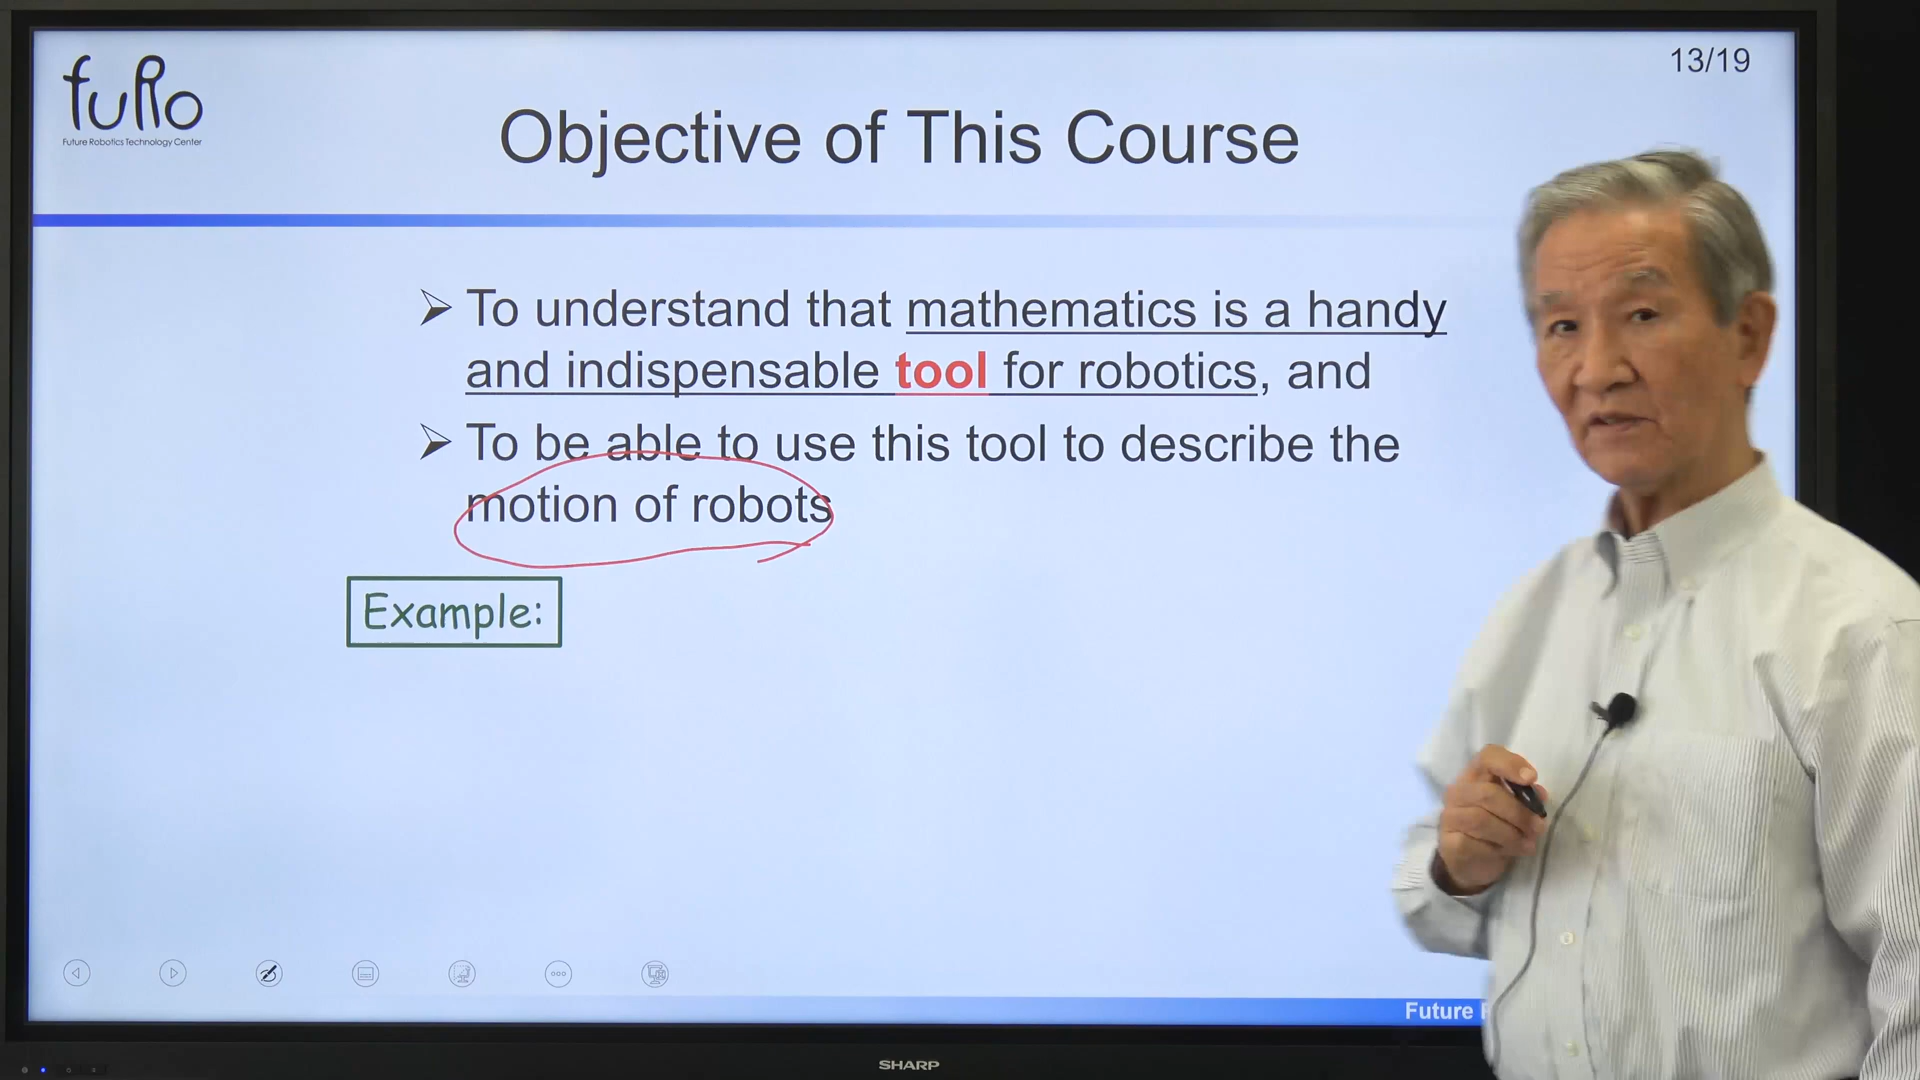 fuRo
Future Robotics Technology Center
13/19
Objective of This Course
➢ To understand that mathematics is a handy
and indispensable tool for robotics, and
➢ To be able to use this tool to describe the
motion of robots
Example:
Future
SHARP